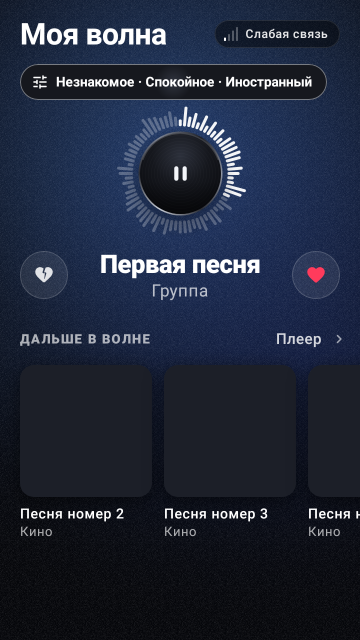 Моя волна
Слабая связь
Незнакомое · Спокойное · Иностранный
Первая песня
Группа
ДАЛЬШЕ В ВОЛНЕ
Плеер
Песня номер 2
Песня номер 3
Песня н
Кино
Кино
Кино